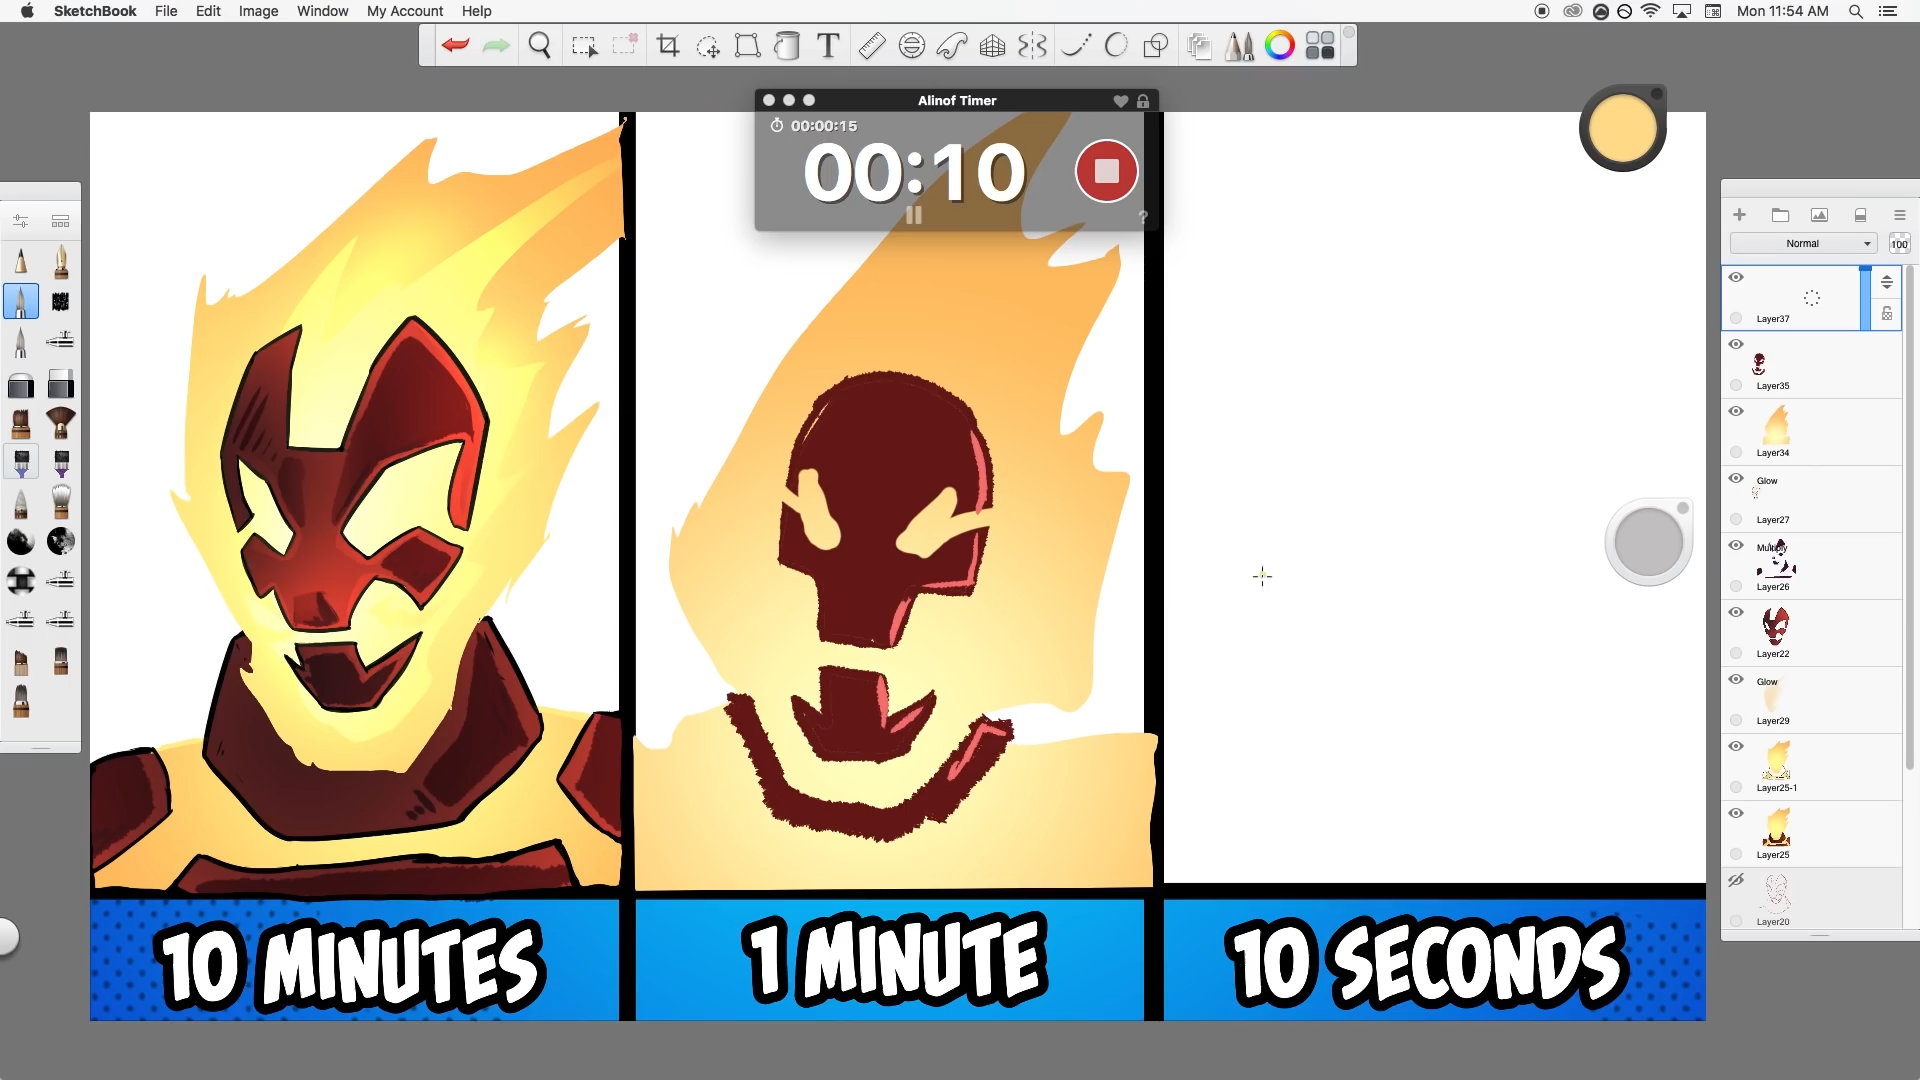 SketchBook File Edit Image Window My Account Help Mon 11:54 AM
T
Alinof Timer
00:00:15
00:10
?
Normal 100
Layer37
Layer35
Layer34
Glow
Layer27
Multiply
Layer26
Layer22
Glow
Layer29
Layer25-1
Layer25
Layer20
10 MINUTES 1 MINUTE 10 SECONDS